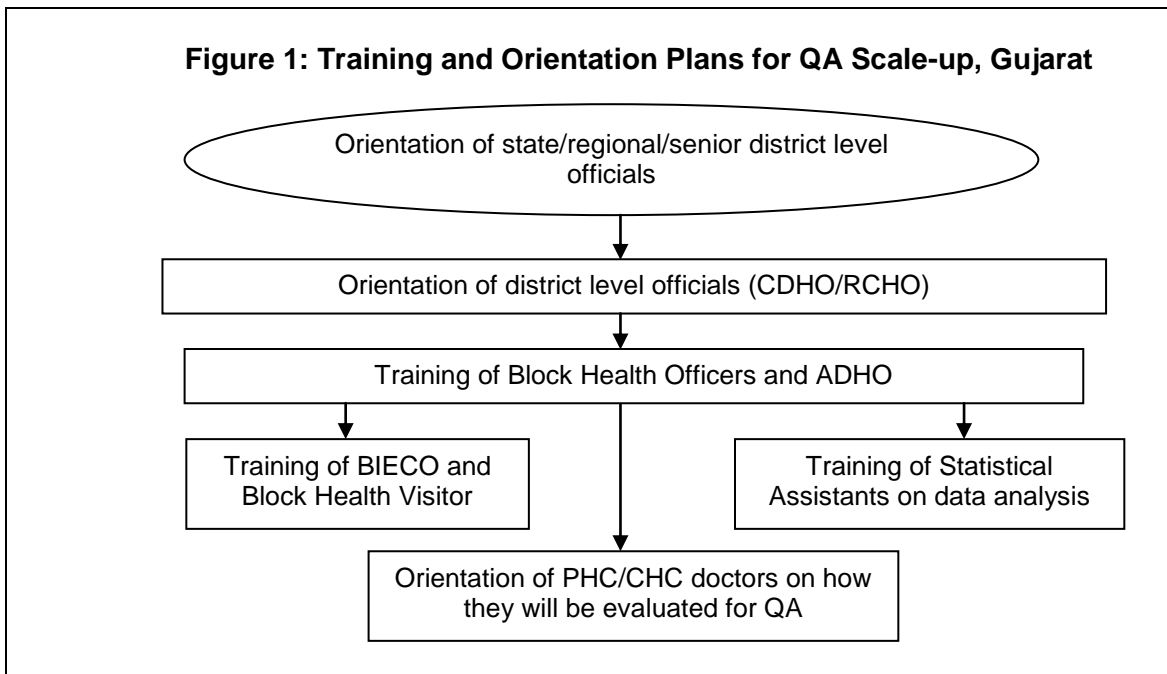 Figure 1: Training and Orientation Plans for QA Scale-up, Gujarat
Orientation of state/regional/senior district level
officials
Orientation of district level officials (CDHO/RCHO)
Training of Block Health Officers and ADHO
Training of BIECO and
Block Health Visitor
Training of Statistical
Assistants on data analysis
Orientation of PHC/CHC doctors on how
they will be evaluated for QA